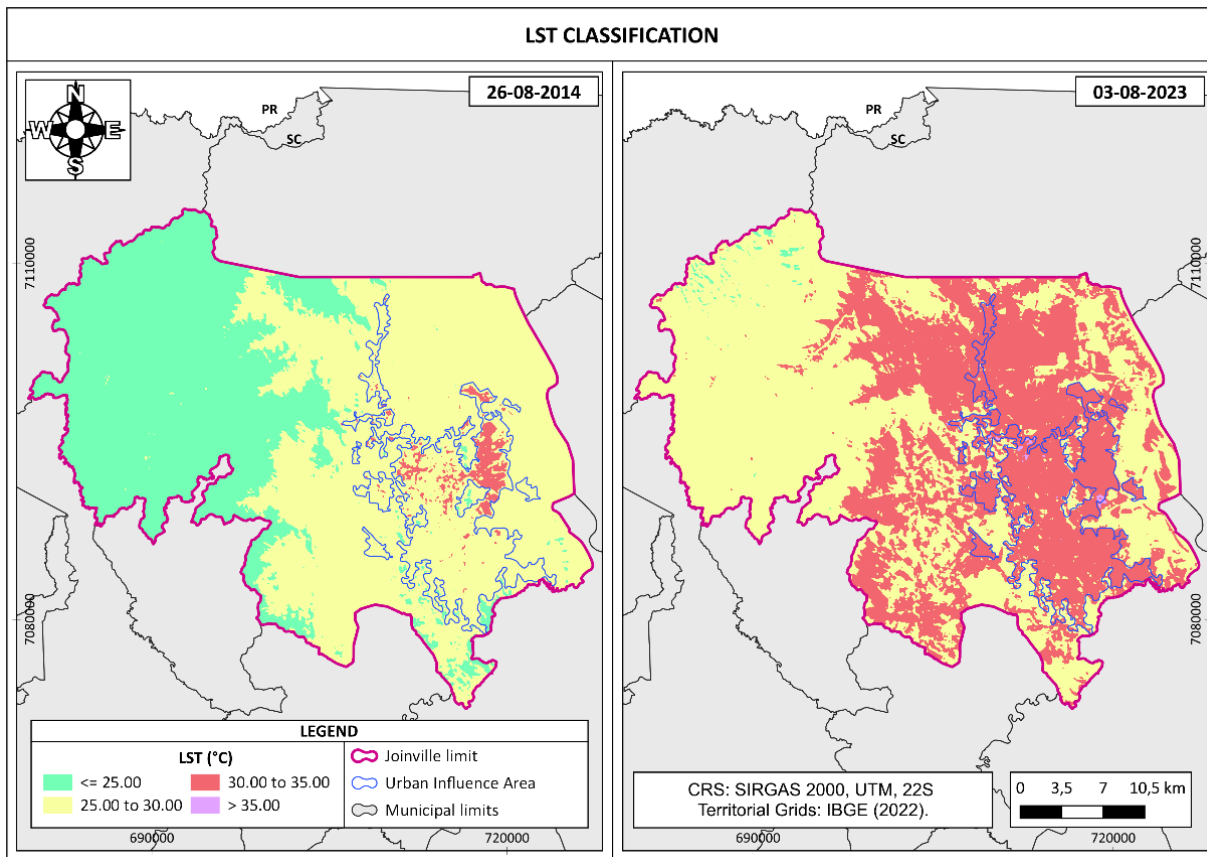 LST CLASSIFICATION
26-08-2014
N
W E
S
PR
SC
7110000
7080000
LEGEND
LST (°C)
<= 25.00
30.00 to 35.00
25.00 to 30.00
> 35.00
Joinville limit
Urban Influence Area
Municipal limits
690000
720000
03-08-2023
PR
SC
7110000
7080000
CRS: SIRGAS 2000, UTM, 22S
Territorial Grids: IBGE (2022).
0 3,5 7 10,5 km
690000
720000